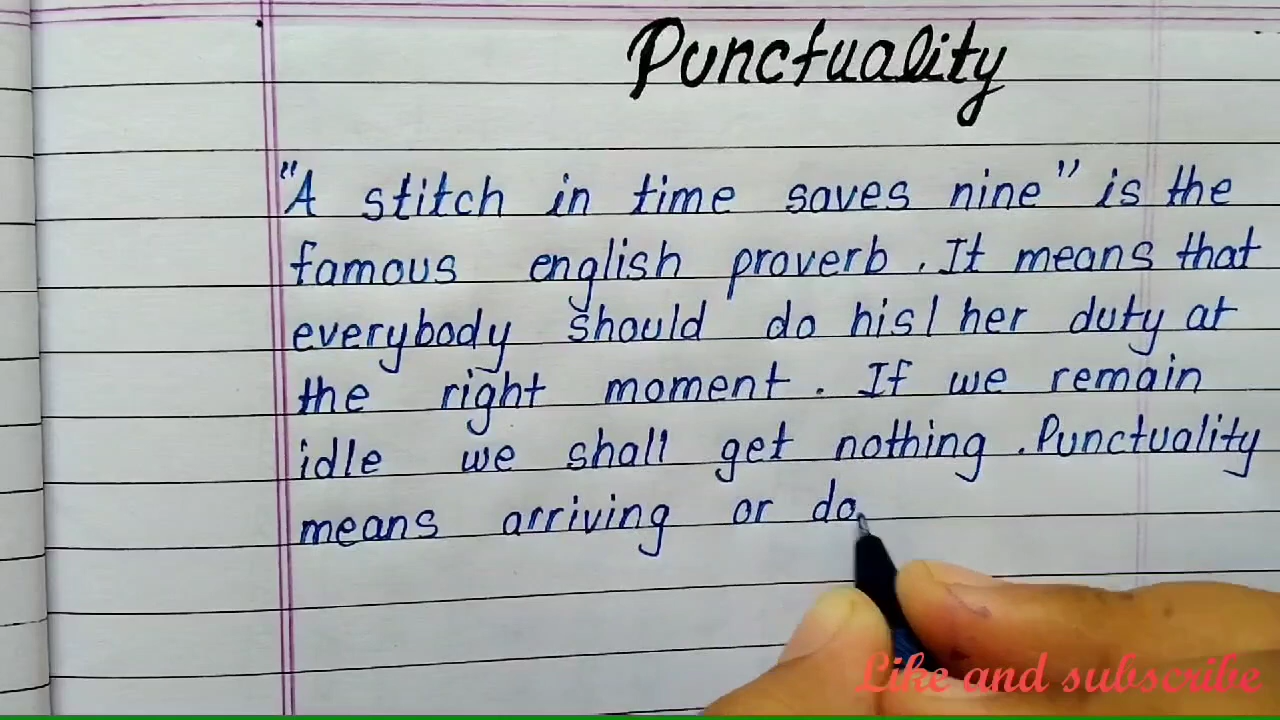 Punctuality
"A stitch in time saves nine" is the
famous english proverb. It means that
everybody should do his/ her duty at
the right moment. If we remain
idle we shall get nothing. Punctuality
means arriving or do
Like and subscribe